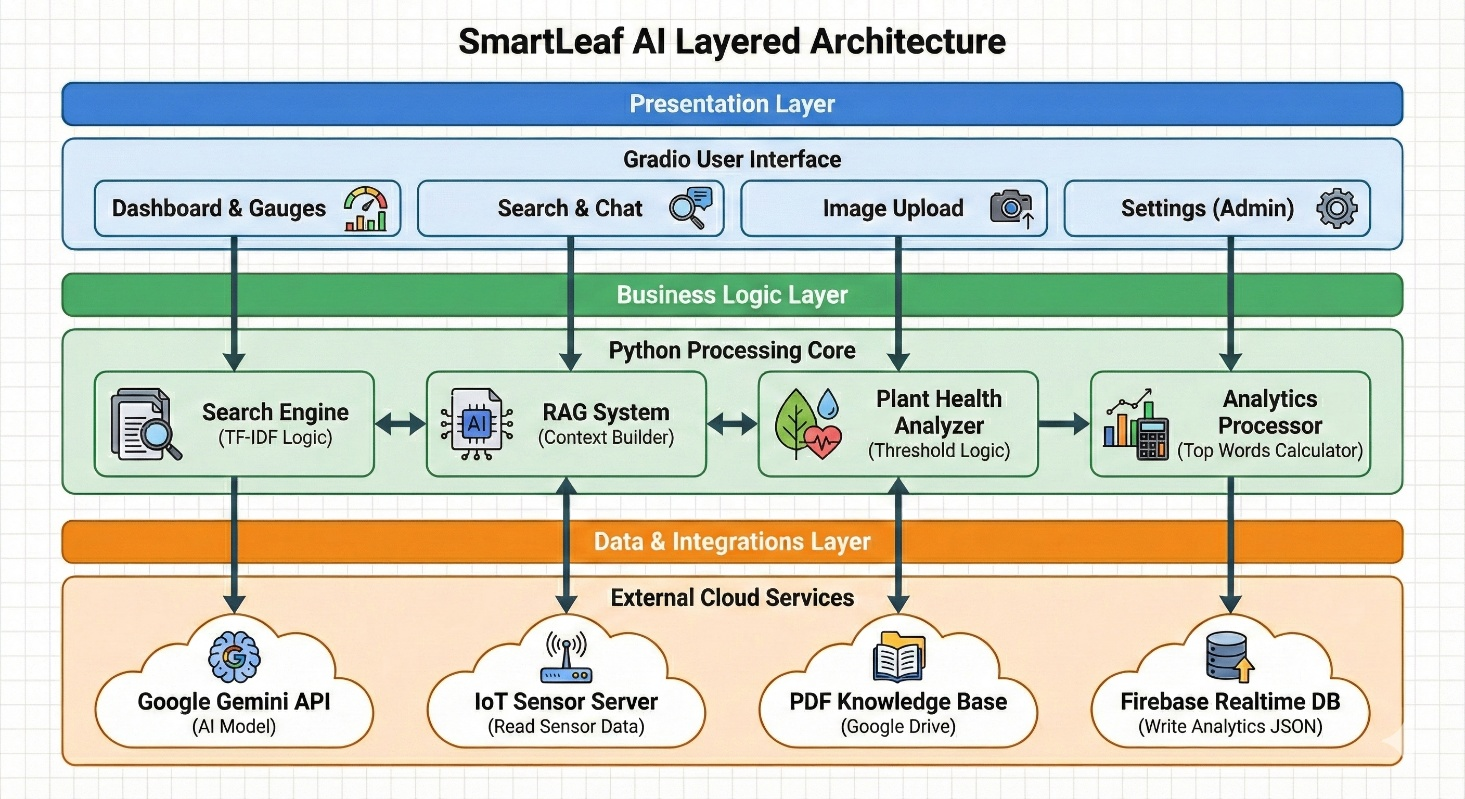 SmartLeaf AI Layered Architecture
Presentation Layer
Gradio User Interface
Dashboard & Gauges
Search & Chat
Image Upload
Settings (Admin)
Business Logic Layer
Python Processing Core
Search Engine
(TF-IDF Logic)
AI
RAG System
(Context Builder)
Plant Health
Analyzer
(Threshold Logic)
Analytics
Processor
(Top Words Calculator)
Data & Integrations Layer
External Cloud Services
G
Google Gemini API
(AI Model)
IoT Sensor Server
(Read Sensor Data)
PDF Knowledge Base
(Google Drive)
Firebase Realtime DB
(Write Analytics JSON)